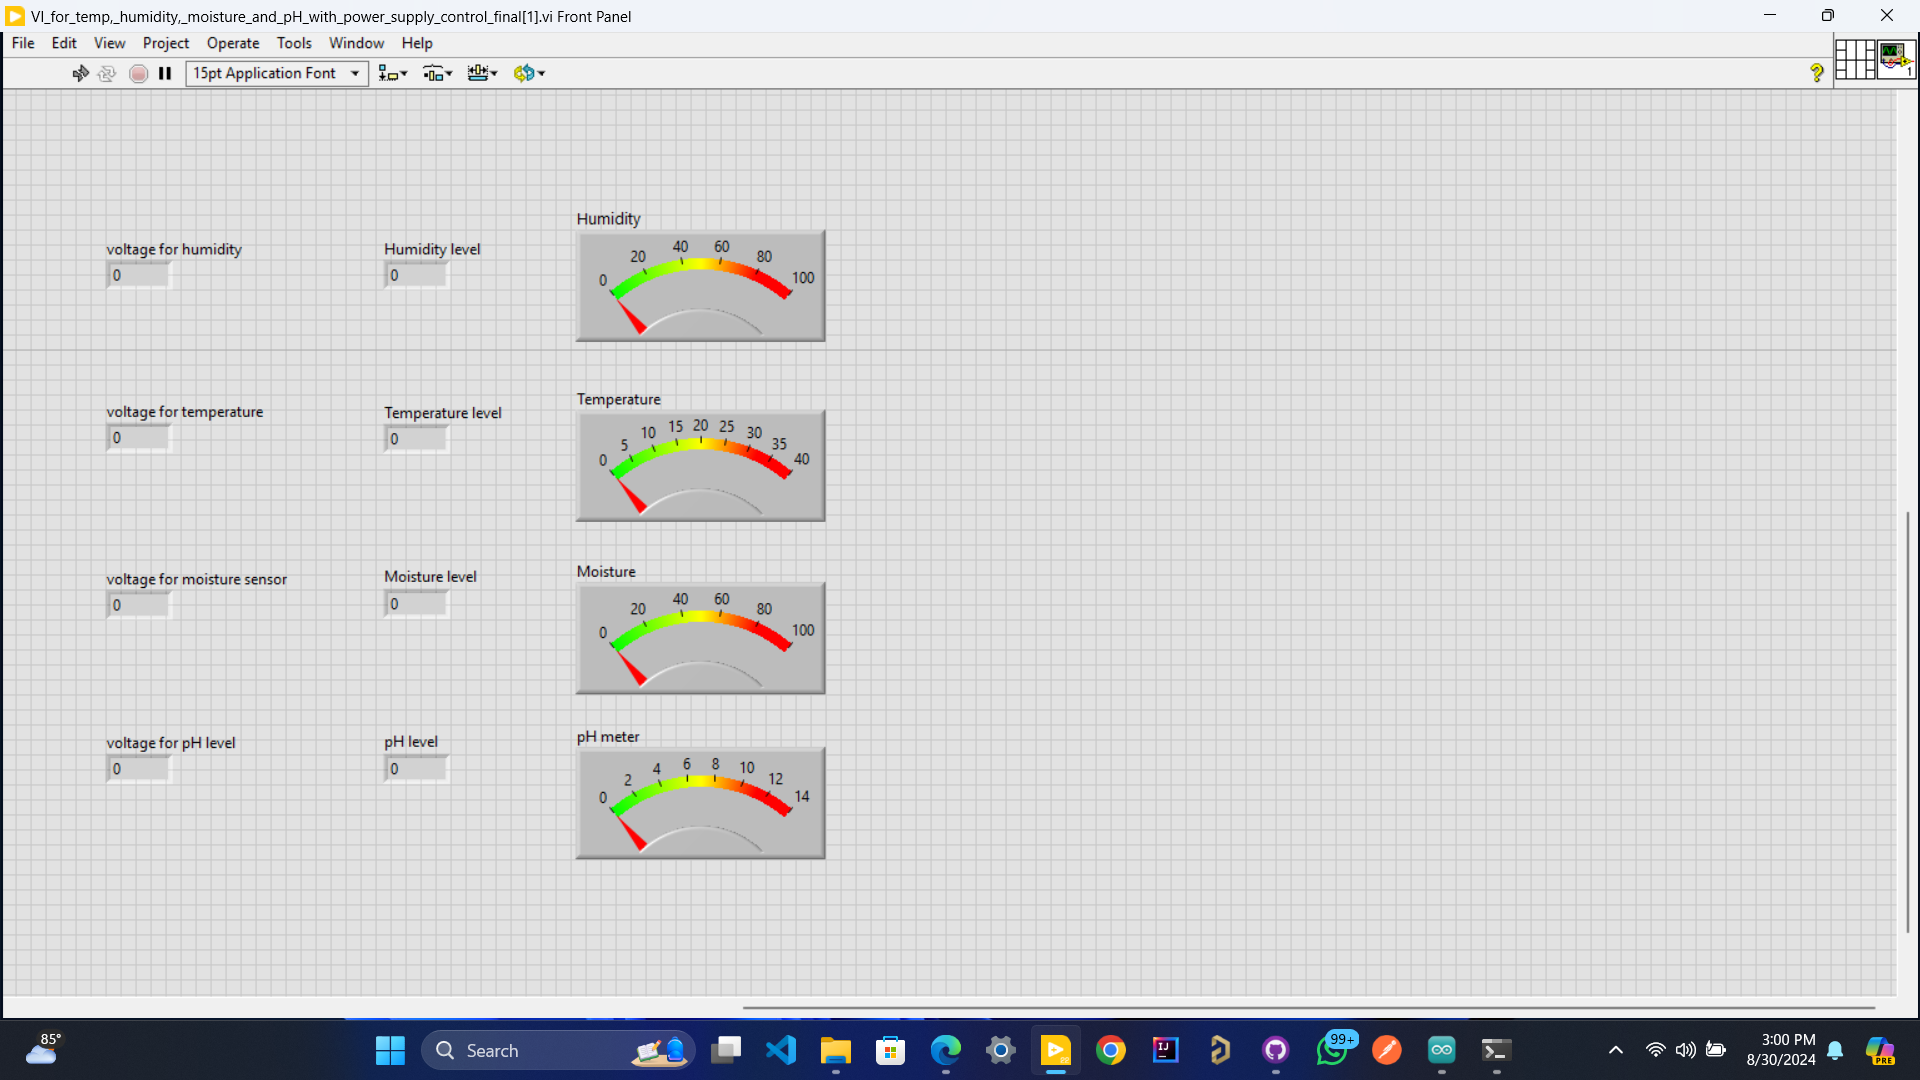 VI_for_temp,_humidity,_moisture_and_pH_with_power_supply_control_final[1].vi Front Panel
File Edit View Project Operate Tools Window Help
15pt Application Font
?
1
Humidity
voltage for humidity
0
Humidity level
0
0 20 40 60 80 100
Temperature
voltage for temperature
0
Temperature level
0
0 5 10 15 20 25 30 35 40
Moisture
voltage for moisture sensor
0
Moisture level
0
0 20 40 60 80 100
pH meter
voltage for pH level
0
pH level
0
0 2 4 6 8 10 12 14
85°
Search
IJ
99+
3:00 PM
8/30/2024
PRE